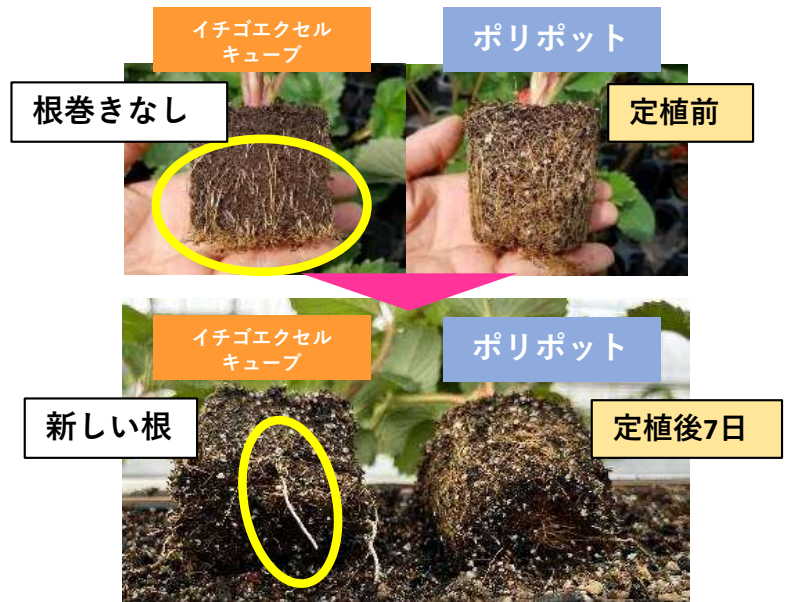 イチゴエクセル
キューブ
ポリポット
根巻きなし
定植前
イチゴエクセル
キューブ
ポリポット
新しい根
定植後7日